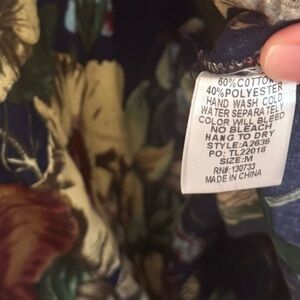 60% COTTON
40% POLYESTER
HAND WASH COLD
WATER SEPARATELY
COLOR WILL BLEED
NO BLEACH
HANG TO DRY
STYLE: A2636
PO: TL22018
SIZE: M
RN#: 130733
MADE IN CHINA